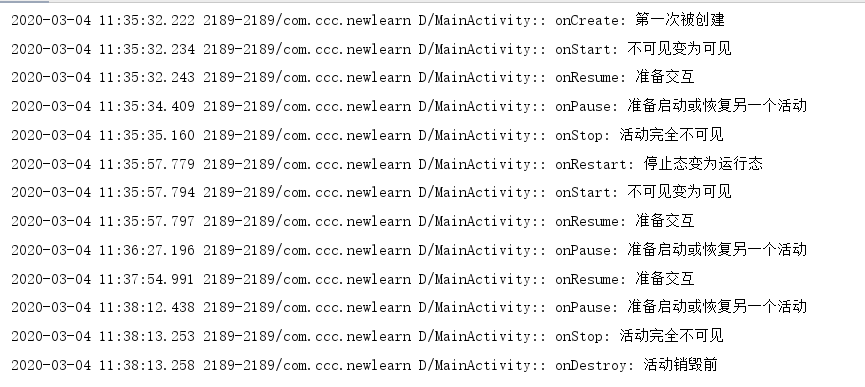 2020-03-04 11:35:32.222 2189-2189/com.ccc.newlearn D/MainActivity:: onCreate: 第一次被创建
2020-03-04 11:35:32.234 2189-2189/com.ccc.newlearn D/MainActivity:: onStart: 不可见变为可见
2020-03-04 11:35:32.243 2189-2189/com.ccc.newlearn D/MainActivity:: onResume: 准备交互
2020-03-04 11:35:34.409 2189-2189/com.ccc.newlearn D/MainActivity:: onPause: 准备启动或恢复另一个活动
2020-03-04 11:35:35.160 2189-2189/com.ccc.newlearn D/MainActivity:: onStop: 活动完全不可见
2020-03-04 11:35:57.779 2189-2189/com.ccc.newlearn D/MainActivity:: onRestart: 停止态变为运行态
2020-03-04 11:35:57.794 2189-2189/com.ccc.newlearn D/MainActivity:: onStart: 不可见变为可见
2020-03-04 11:35:57.797 2189-2189/com.ccc.newlearn D/MainActivity:: onResume: 准备交互
2020-03-04 11:36:27.196 2189-2189/com.ccc.newlearn D/MainActivity:: onPause: 准备启动或恢复另一个活动
2020-03-04 11:37:54.991 2189-2189/com.ccc.newlearn D/MainActivity:: onResume: 准备交互
2020-03-04 11:38:12.438 2189-2189/com.ccc.newlearn D/MainActivity:: onPause: 准备启动或恢复另一个活动
2020-03-04 11:38:13.253 2189-2189/com.ccc.newlearn D/MainActivity:: onStop: 活动完全不可见
2020-03-04 11:38:13.258 2189-2189/com.ccc.newlearn D/MainActivity:: onDestroy: 活动销毁前